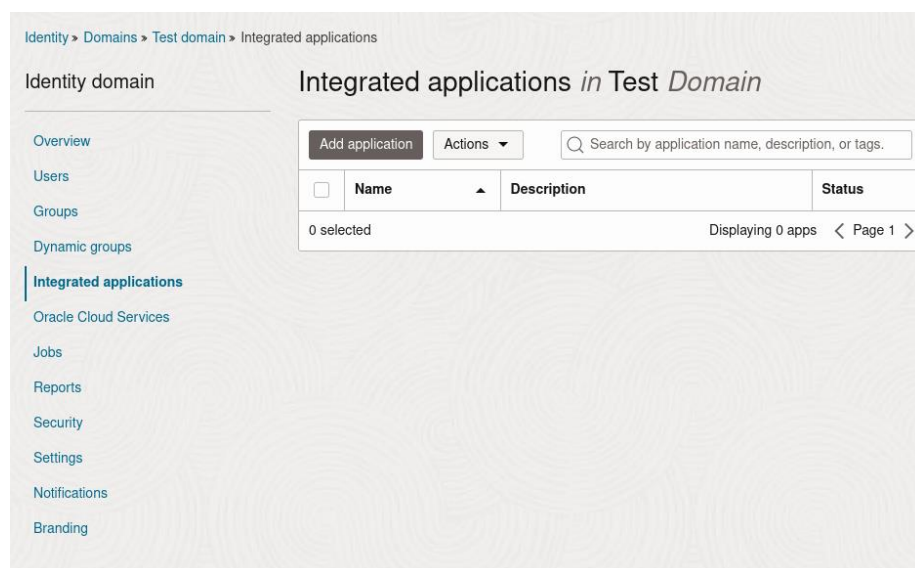 Identity » Domains » Test domain » Integrated applications
Identity domain
Overview
Users
Groups
Dynamic groups
Integrated applications
Oracle Cloud Services
Jobs
Reports
Security
Settings
Notifications
Branding
Integrated applications in Test Domain
Add application Actions Search by application name, description, or tags.
Name Description Status
0 selected Displaying 0 apps Page 1